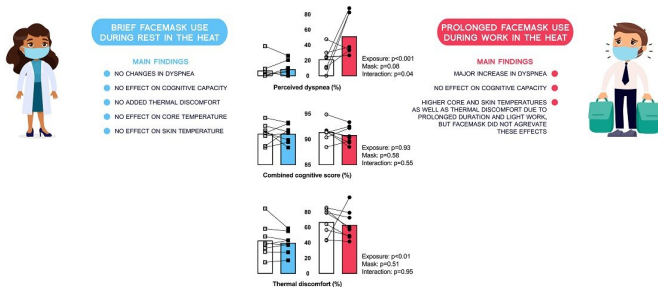 BRIEF FACEMASK USE
DURING REST IN THE HEAT
MAIN FINDINGS
NO CHANGES IN DYSPNEA
NO EFFECT ON COGNITIVE CAPACITY
NO ADDED THERMAL DISCOMFORT
NO EFFECT ON CORE TEMPERATURE
NO EFFECT ON SKIN TEMPERATURE
80
60
40
20
0
Exposure: p<0.001
Mask: p=0.08
Interaction: p=0.04
Perceived dyspnea (%)
95
90
85
Exposure: p=0.93
Mask: p=0.58
Interaction: p=0.55
Combined cognitive score (%)
80
60
40
20
0
Exposure: p<0.01
Mask: p=0.51
Interaction: p=0.95
Thermal discomfort (%)
PROLONGED FACEMASK USE
DURING WORK IN THE HEAT
MAIN FINDINGS
MAJOR INCREASE IN DYSPNEA
NO EFFECT ON COGNITIVE CAPACITY
HIGHER CORE AND SKIN TEMPERATURES
AS WELL AS THERMAL DISCOMFORT DUE TO
PROLONGED DURATION AND LIGHT WORK,
BUT FACEMASK DID NOT AGREVATE
THESE EFFECTS